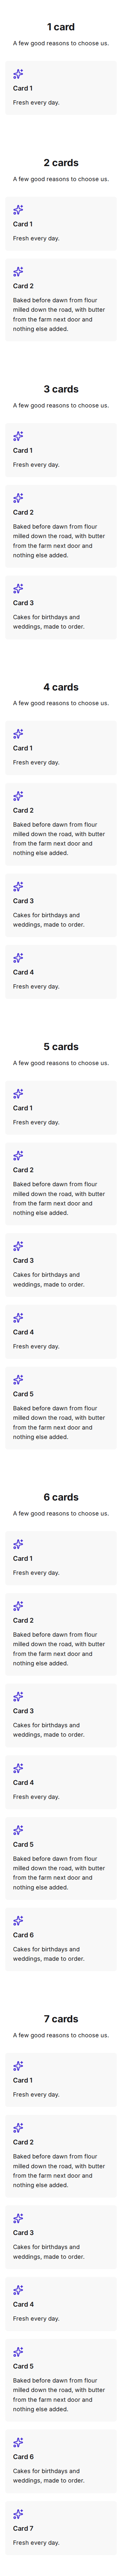 1 card
A few good reasons to choose us.
Card 1
Fresh every day.
2 cards
A few good reasons to choose us.
Card 1
Fresh every day.
Card 2
Baked before dawn from flour
milled down the road, with butter
from the farm next door and
nothing else added.
3 cards
A few good reasons to choose us.
Card 1
Fresh every day.
Card 2
Baked before dawn from flour
milled down the road, with butter
from the farm next door and
nothing else added.
Card 3
Cakes for birthdays and
weddings, made to order.
4 cards
A few good reasons to choose us.
Card 1
Fresh every day.
Card 2
Baked before dawn from flour
milled down the road, with butter
from the farm next door and
nothing else added.
Card 3
Cakes for birthdays and
weddings, made to order.
Card 4
Fresh every day.
5 cards
A few good reasons to choose us.
Card 1
Fresh every day.
Card 2
Baked before dawn from flour
milled down the road, with butter
from the farm next door and
nothing else added.
Card 3
Cakes for birthdays and
weddings, made to order.
Card 4
Fresh every day.
Card 5
Baked before dawn from flour
milled down the road, with butter
from the farm next door and
nothing else added.
6 cards
A few good reasons to choose us.
Card 1
Fresh every day.
Card 2
Baked before dawn from flour
milled down the road, with butter
from the farm next door and
nothing else added.
Card 3
Cakes for birthdays and
weddings, made to order.
Card 4
Fresh every day.
Card 5
Baked before dawn from flour
milled down the road, with butter
from the farm next door and
nothing else added.
Card 6
Cakes for birthdays and
weddings, made to order.
7 cards
A few good reasons to choose us.
Card 1
Fresh every day.
Card 2
Baked before dawn from flour
milled down the road, with butter
from the farm next door and
nothing else added.
Card 3
Cakes for birthdays and
weddings, made to order.
Card 4
Fresh every day.
Card 5
Baked before dawn from flour
milled down the road, with butter
from the farm next door and
nothing else added.
Card 6
Cakes for birthdays and
weddings, made to order.
Card 7
Fresh every day.